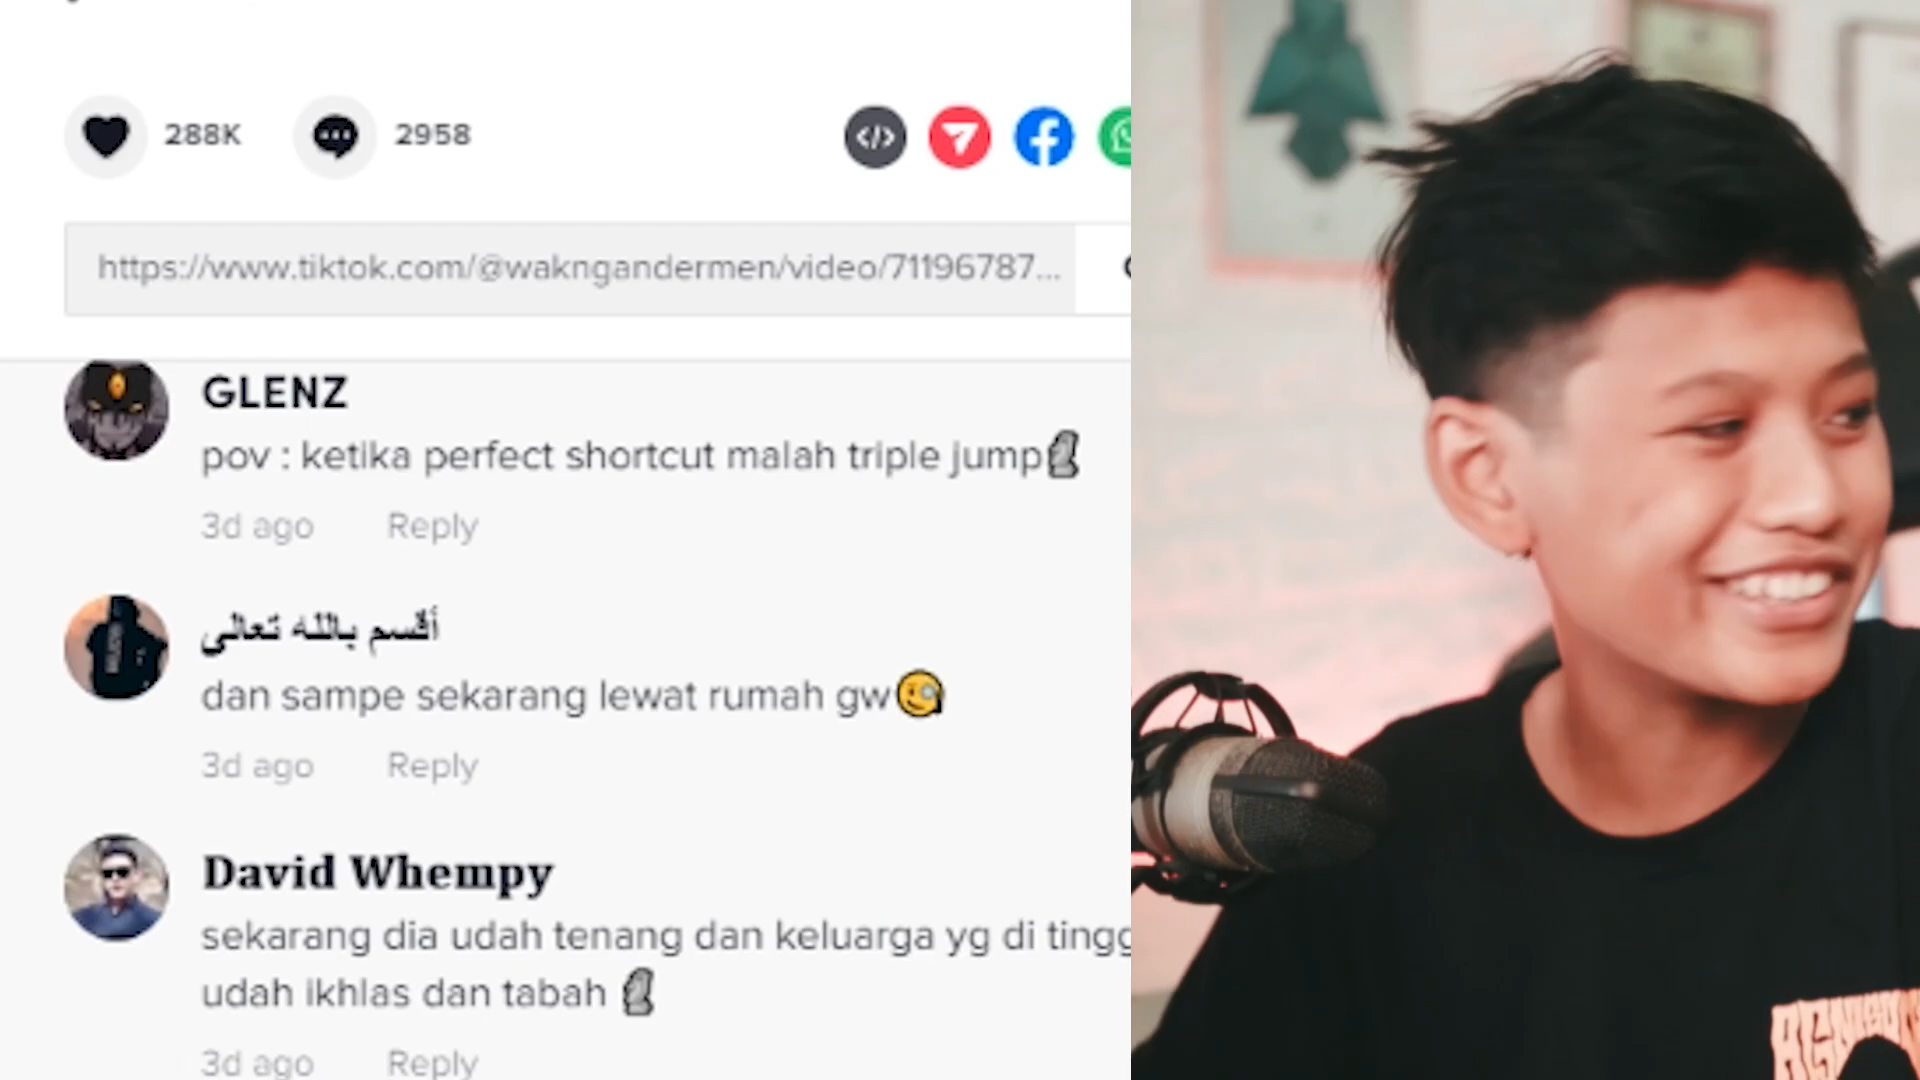 288K 2958
https://www.tiktok.com/@wakngandermen/video/71196787...
GLENZ
pov : ketika perfect shortcut malah triple jump🗿
3d ago Reply
أقسم بالله تعالى
dan sampe sekarang lewat rumah gw🧐
3d ago Reply
David Whempy
sekarang dia udah tenang dan keluarga yg di tingg
udah ikhlas dan tabah 🗿
3d ago Reply